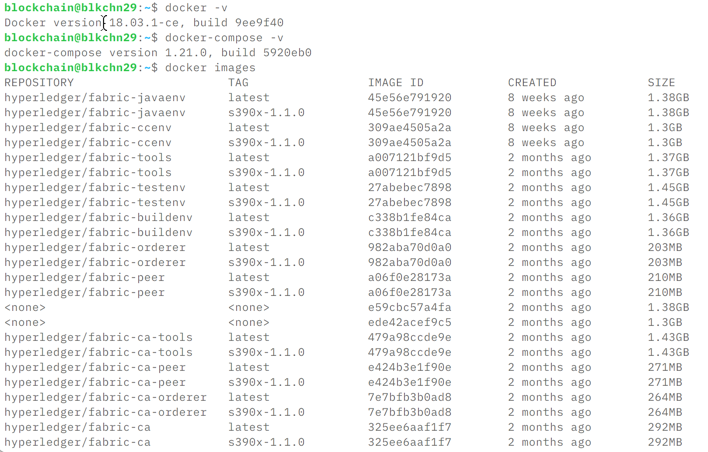 blockchain@blkchn29:~$ docker -v
Docker version 18.03.1-ce, build 9ee9f40
blockchain@blkchn29:~$ docker-compose -v
docker-compose version 1.21.0, build 5920eb0
blockchain@blkchn29:~$ docker images
REPOSITORY TAG IMAGE ID CREATED SIZE
hyperledger/fabric-javaenv latest 45e56e791920 8 weeks ago 1.38GB
hyperledger/fabric-javaenv s390x-1.1.0 45e56e791920 8 weeks ago 1.38GB
hyperledger/fabric-ccenv latest 309ae4505a2a 8 weeks ago 1.3GB
hyperledger/fabric-ccenv s390x-1.1.0 309ae4505a2a 8 weeks ago 1.3GB
hyperledger/fabric-tools latest a007121bf9d5 2 months ago 1.37GB
hyperledger/fabric-tools s390x-1.1.0 a007121bf9d5 2 months ago 1.37GB
hyperledger/fabric-testenv latest 27abebec7898 2 months ago 1.45GB
hyperledger/fabric-testenv s390x-1.1.0 27abebec7898 2 months ago 1.45GB
hyperledger/fabric-buildenv latest c338b1fe84ca 2 months ago 1.36GB
hyperledger/fabric-buildenv s390x-1.1.0 c338b1fe84ca 2 months ago 1.36GB
hyperledger/fabric-orderer latest 982aba70d0a0 2 months ago 203MB
hyperledger/fabric-orderer s390x-1.1.0 982aba70d0a0 2 months ago 203MB
hyperledger/fabric-peer latest a06f0e28173a 2 months ago 210MB
hyperledger/fabric-peer s390x-1.1.0 a06f0e28173a 2 months ago 210MB
<none> <none> e59cbc57a4fa 2 months ago 1.38GB
<none> <none> ede42acef9c5 2 months ago 1.3GB
hyperledger/fabric-ca-tools latest 479a98ccde9e 2 months ago 1.43GB
hyperledger/fabric-ca-tools s390x-1.1.0 479a98ccde9e 2 months ago 1.43GB
hyperledger/fabric-ca-peer latest e424b3e1f90e 2 months ago 271MB
hyperledger/fabric-ca-peer s390x-1.1.0 e424b3e1f90e 2 months ago 271MB
hyperledger/fabric-ca-orderer latest 7e7bfb3b0ad8 2 months ago 264MB
hyperledger/fabric-ca-orderer s390x-1.1.0 7e7bfb3b0ad8 2 months ago 264MB
hyperledger/fabric-ca latest 325ee6aaf1f7 2 months ago 292MB
hyperledger/fabric-ca s390x-1.1.0 325ee6aaf1f7 2 months ago 292MB